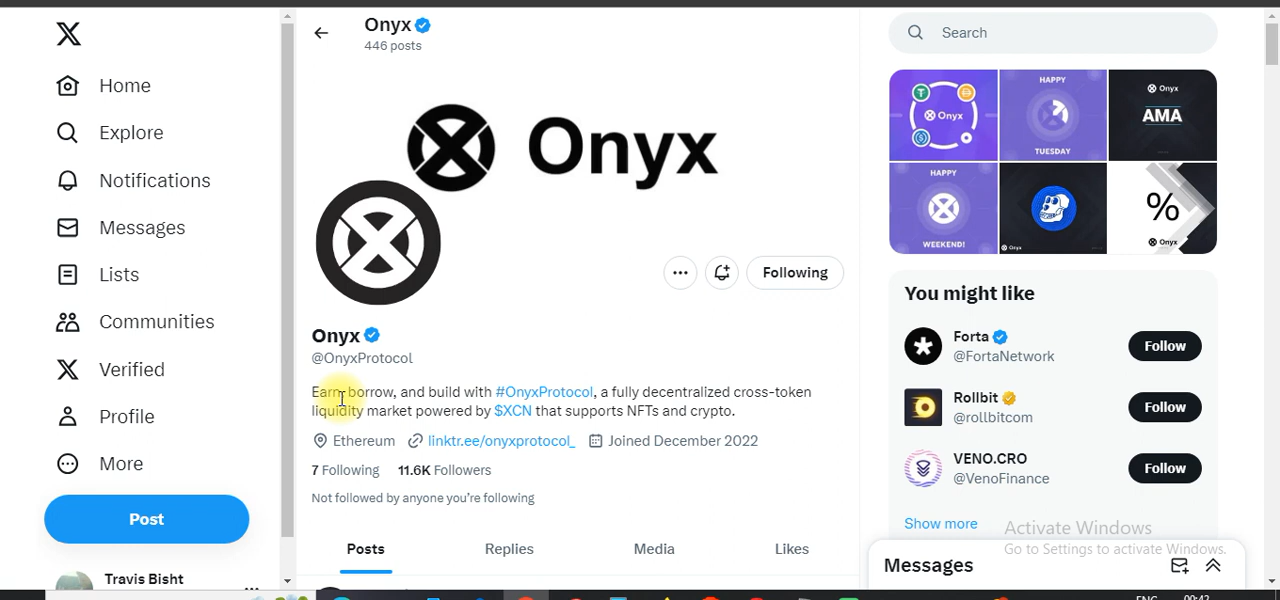 Home
Explore
Notifications
Messages
Lists
Communities
Verified
Profile
More
Post
Travis Bisht
Onyx
446 posts
Onyx
Following
Onyx
@OnyxProtocol
Earn, borrow, and build with #OnyxProtocol, a fully decentralized cross-token
liquidity market powered by $XCN that supports NFTs and crypto.
Ethereum linktr.ee/onyxprotocol_ Joined December 2022
7 Following 11.6K Followers
Not followed by anyone you're following
Posts Replies Media Likes
Search
Onyx
HAPPY
TUESDAY
Onyx
AMA
HAPPY
WEEKEND!
Onyx
%
Onyx
You might like
Forta
@FortaNetwork
Follow
Rollbit
@rollbitcom
Follow
VENO.CRO
@VenoFinance
Follow
Show more
Activate Windows
Go to Settings to activate Windows.
Messages
ENG 00:42